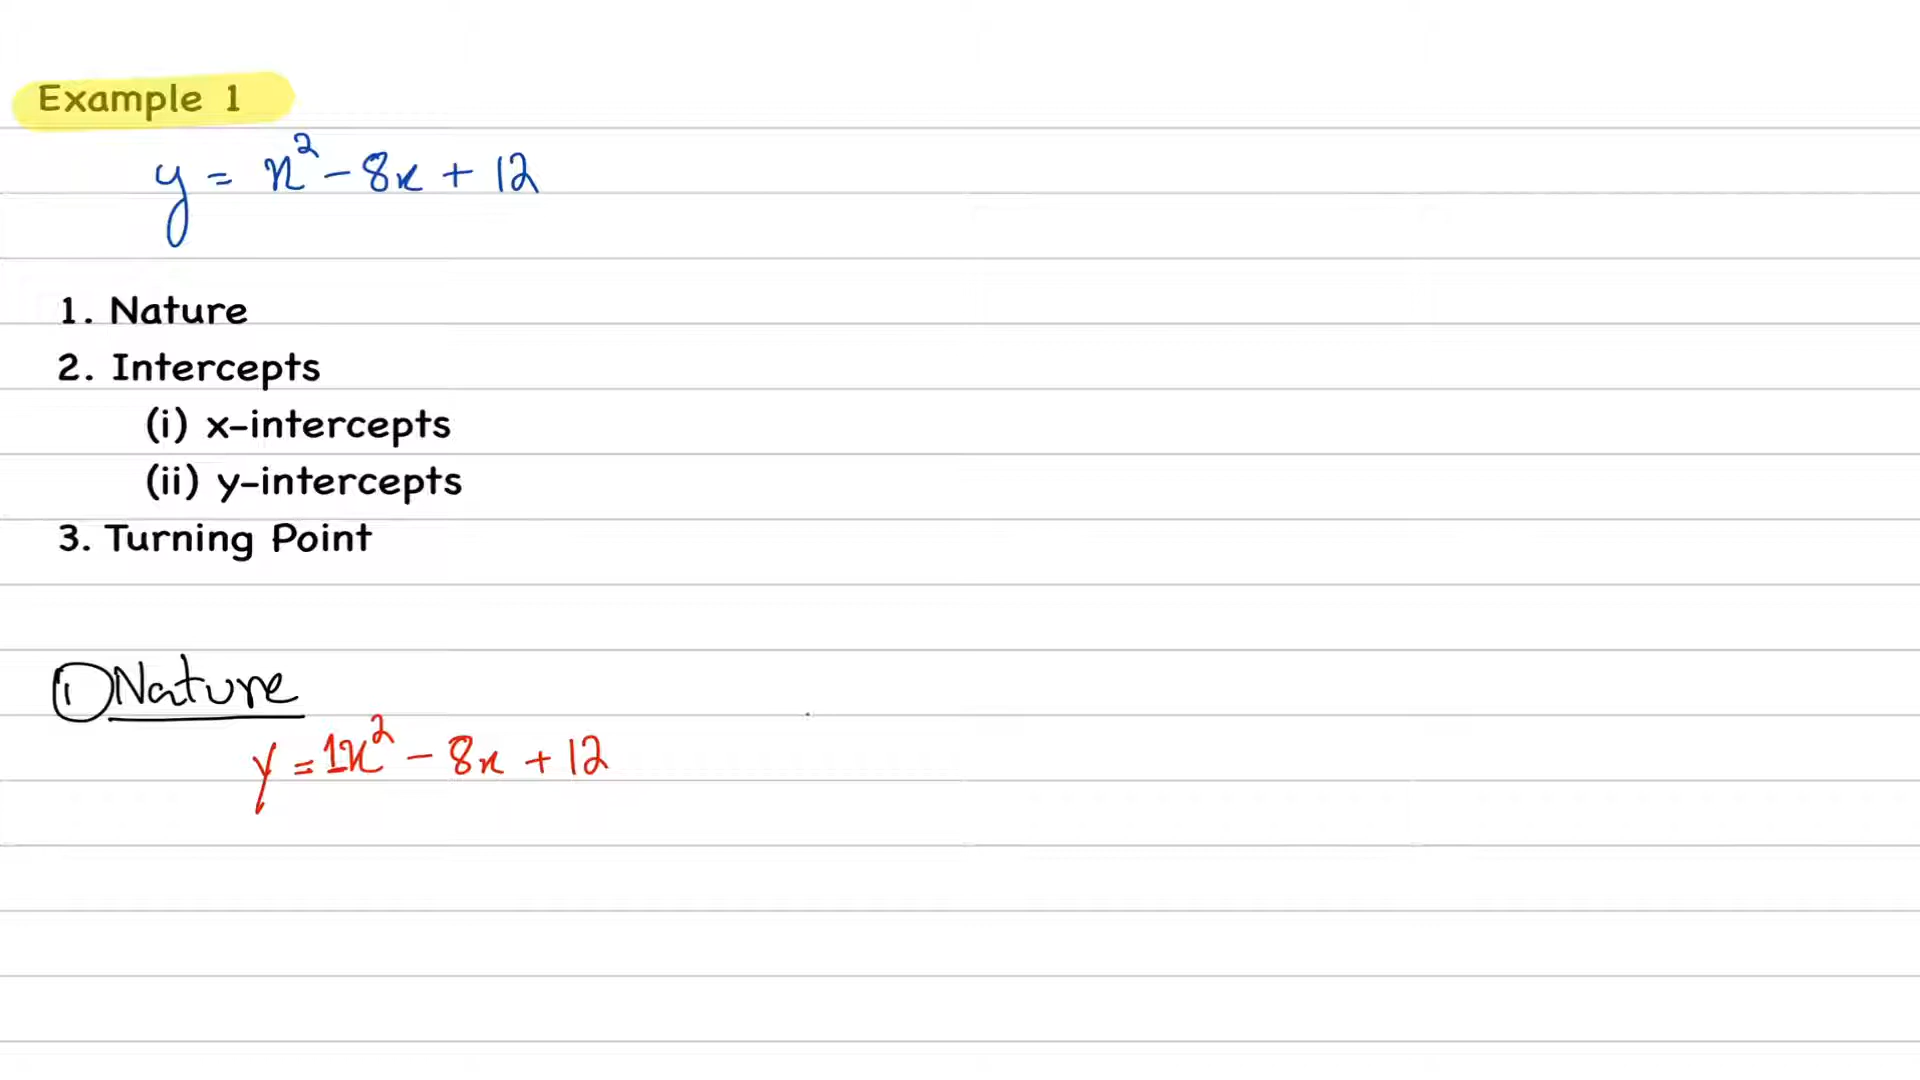 Example 1
y = x² - 8x + 12
1. Nature
2. Intercepts
(i) x-intercepts
(ii) y-intercepts
3. Turning Point
① Nature
y = 1x² - 8x + 12